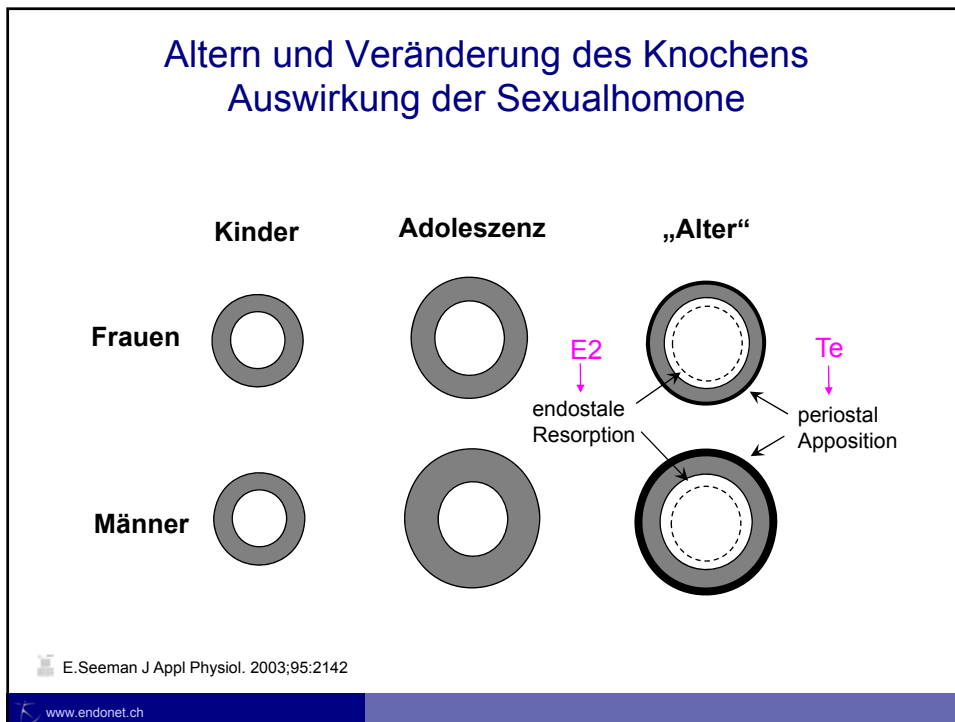 Altern und Veränderung des Knochens
Auswirkung der Sexualhomone
Kinder
Adoleszenz
„Alter“
Frauen
E2
Te
endostale
Resorption
periostal
Apposition
Männer
E.Seeman J Appl Physiol. 2003;95:2142
www.endonet.ch